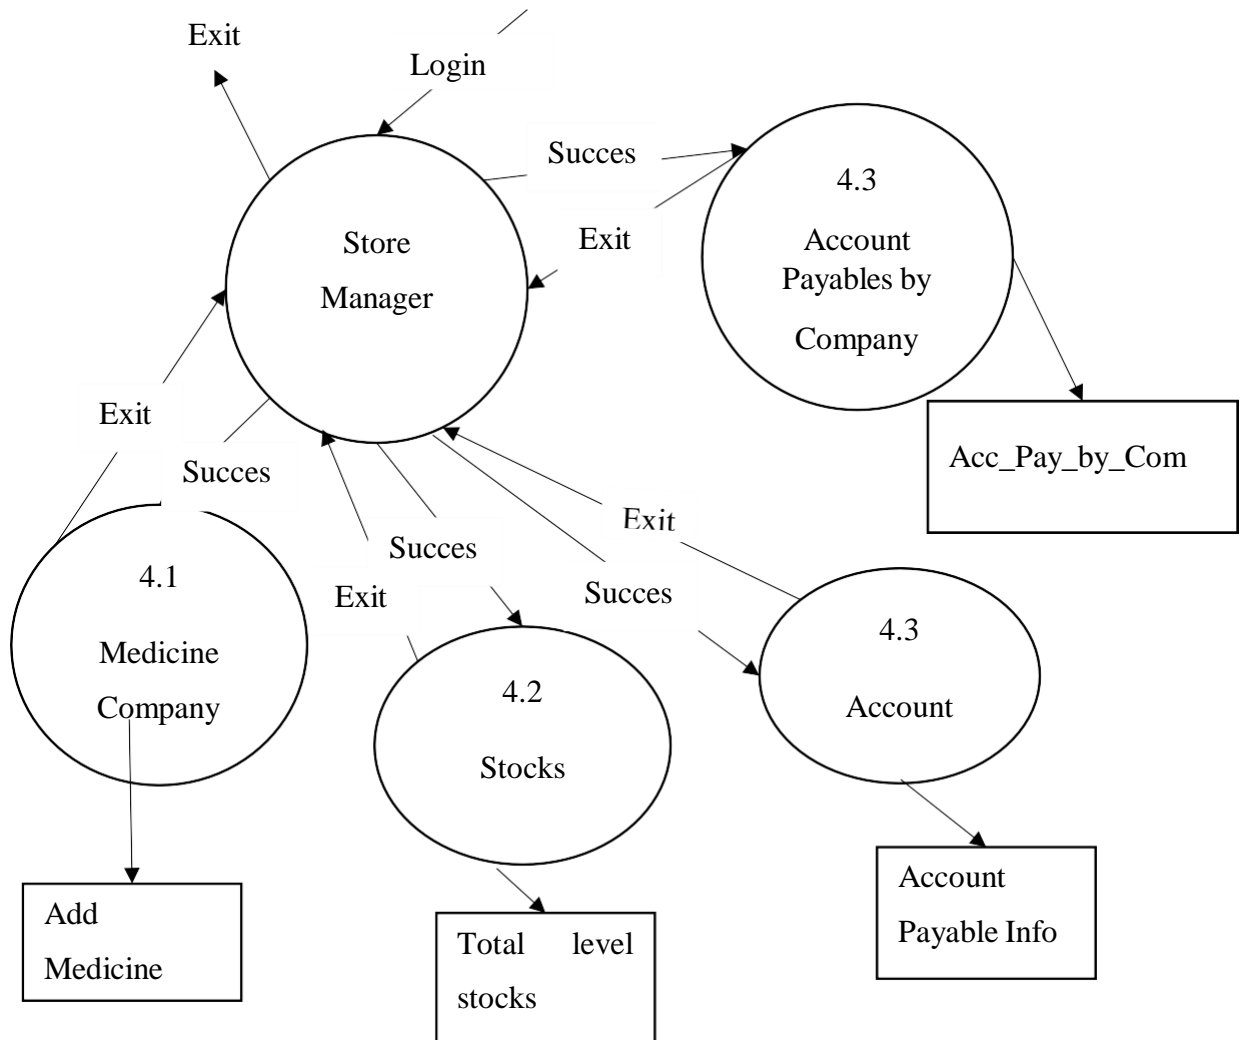 Exit
Login
Succes
Exit
Store
Manager
4.3
Account
Payables by
Company
Acc_Pay_by_Com
Exit
Succes
Succes
Exit
Exit
Succes
4.1
Medicine
Company
4.2
Stocks
4.3
Account
Add
Medicine
Total level
stocks
Account
Payable Info